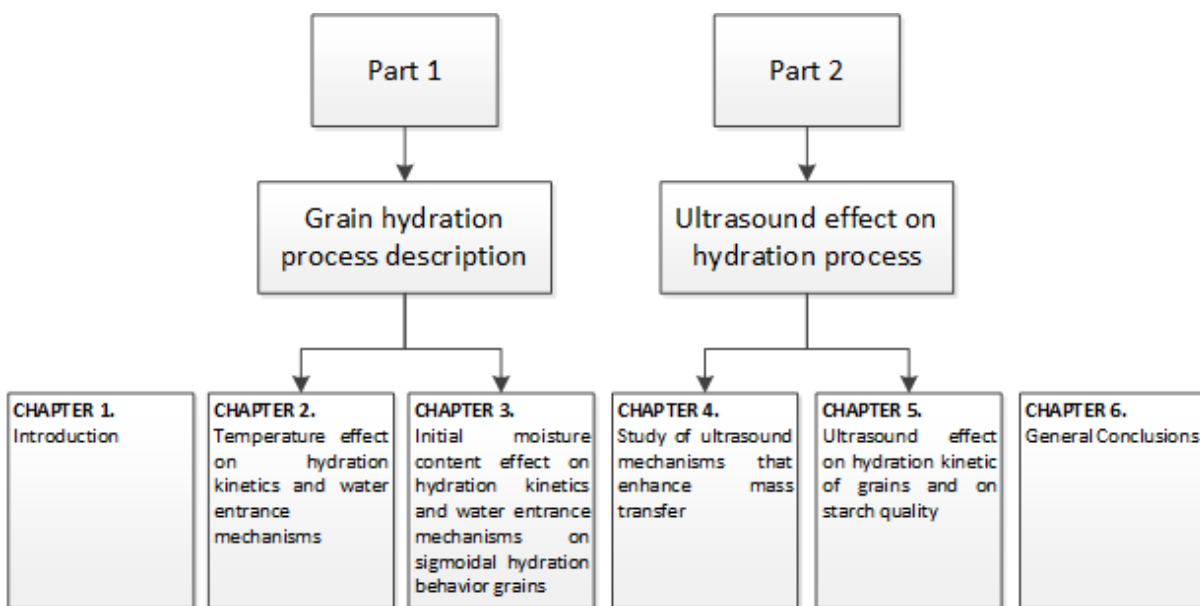 Part 1
Part 2
Grain hydration
process description
Ultrasound effect on
hydration process
CHAPTER 1.
Introduction
CHAPTER 2.
Temperature effect
on hydration
kinetics and water
entrance
mechanisms
CHAPTER 3.
Initial moisture
content effect on
hydration kinetics
and water entrance
mechanisms on
sigmoidal hydration
behavior grains
CHAPTER 4.
Study of ultrasound
mechanisms that
enhance mass
transfer
CHAPTER 5.
Ultrasound effect
on hydration kinetic
of grains and on
starch quality
CHAPTER 6.
General Conclusions